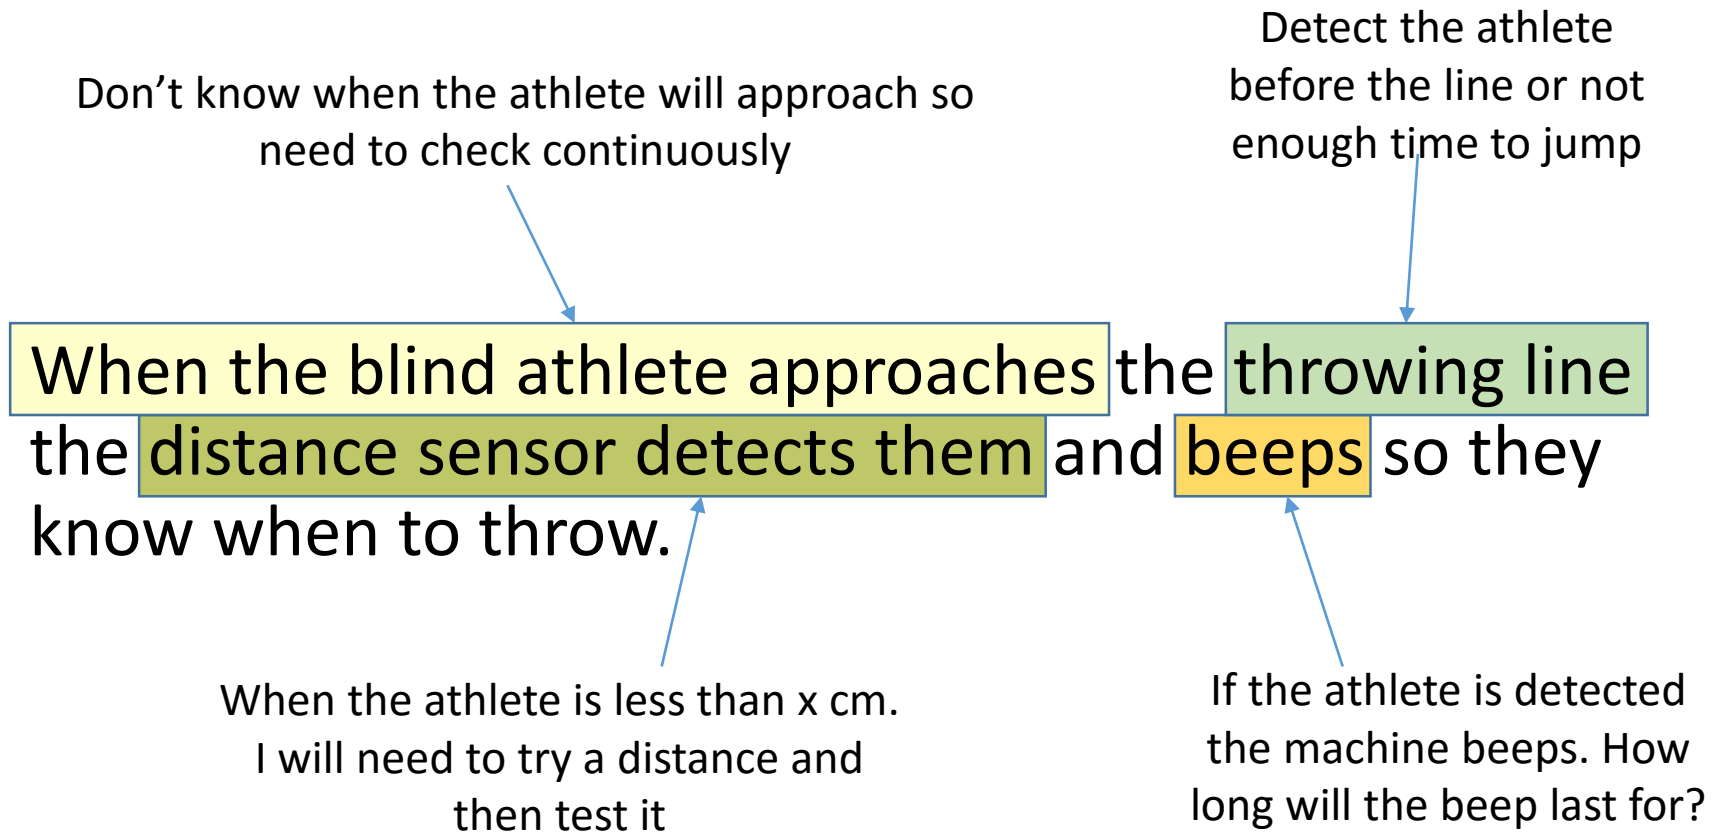 Don’t know when the athlete will approach so
need to check continuously
Detect the athlete
before the line or not
enough time to jump
When the blind athlete approaches the throwing line
the distance sensor detects them and beeps so they
know when to throw.
When the athlete is less than x cm.
I will need to try a distance and
then test it
If the athlete is detected
the machine beeps. How
long will the beep last for?